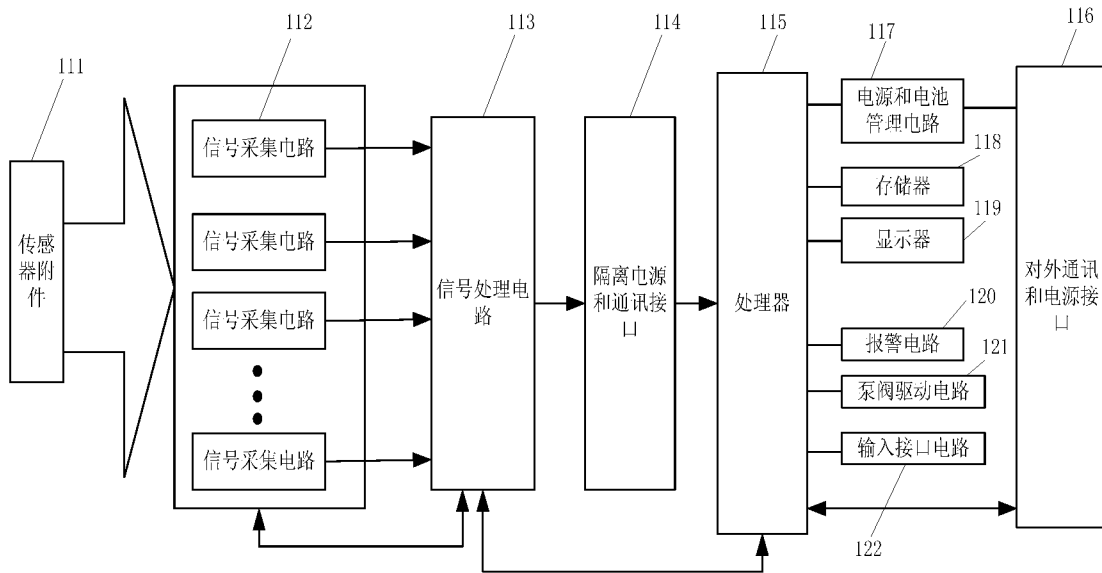 111
112
113
114
115
116
117
118
119
120
121
122
传感
器附
件
信号采集电路
信号采集电路
信号采集电路
信号采集电路
信号处理电
路
隔离电源
和通讯接
口
处理器
电源和电池
管理电路
存储器
显示器
报警电路
泵阀驱动电路
输入接口电路
对外通讯
和电源接
口